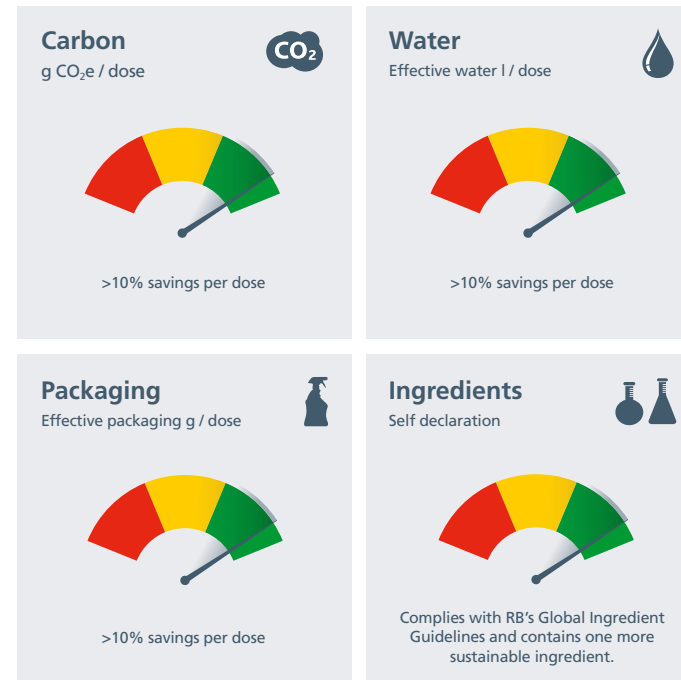 Carbon
CO2
g CO₂e / dose
>10% savings per dose
Water
Effective water l / dose
>10% savings per dose
Packaging
Effective packaging g / dose
>10% savings per dose
Ingredients
Self declaration
Complies with RB's Global Ingredient
Guidelines and contains one more
sustainable ingredient.